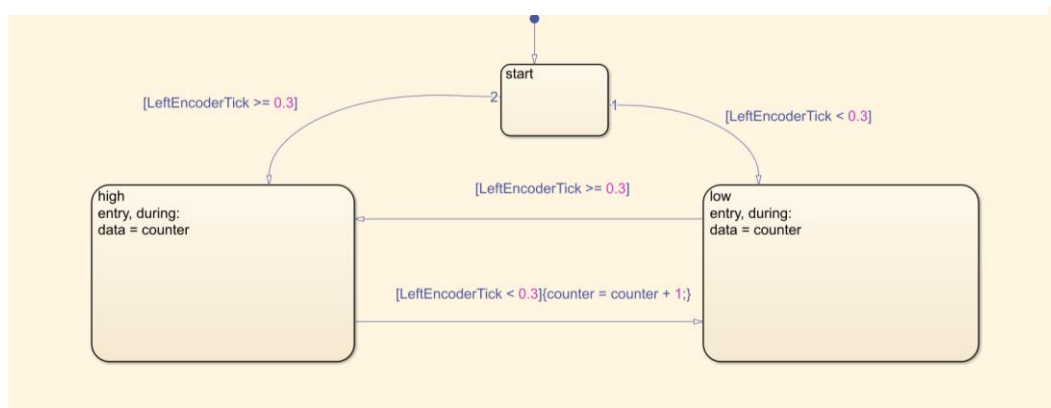 start
[LeftEncoderTick >= 0.3]
2
1
[LeftEncoderTick < 0.3]
high
entry, during:
data = counter
[LeftEncoderTick >= 0.3]
low
entry, during:
data = counter
[LeftEncoderTick < 0.3]{counter = counter + 1;}